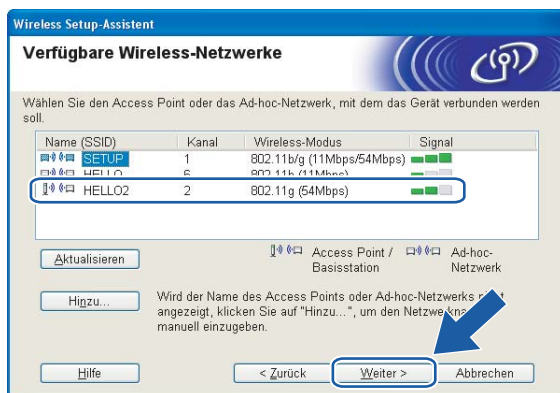 Wireless Setup-Assistent
Verfügbare Wireless-Netzwerke
Wählen Sie den Access Point oder das Ad-hoc-Netzwerk, mit dem das Gerät verbunden werden
soll.
Name (SSID) Kanal Wireless-Modus Signal
SETUP 1 802.11b/g (11Mbps/54Mbps)
HELLO 6 802.11b (11Mbps)
HELLO2 2 802.11g (54Mbps)
Aktualisieren
Access Point /
Basisstation
Ad-hoc-
Netzwerk
Hinzu...
Wird der Name des Access Points oder Ad-hoc-Netzwerks
angezeigt, klicken Sie auf "Hinzu...", um den
manuell einzugeben.
Hilfe
< Zurück
Weiter >
Abbrechen